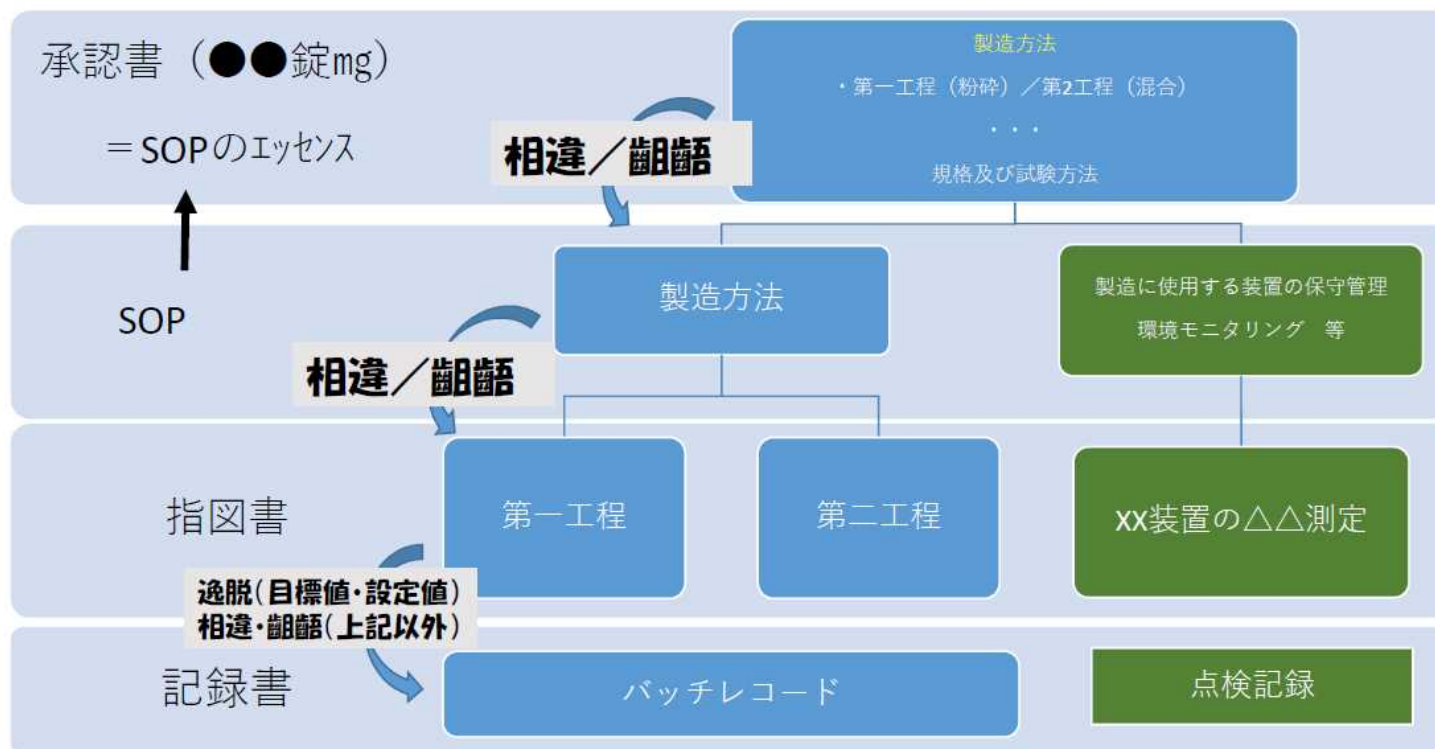 承認書（●●錠㎎）
＝SOPのエッセンス
製造方法
・第一工程（粉砕）／第2工程（混合）
・・・
規格及び試験方法
相違／齟齬
SOP
製造方法
製造に使用する装置の保守管理
環境モニタリング　等
相違／齟齬
指図書
第一工程
第二工程
XX装置の△△測定
逸脱(目標値・設定値)
相違・齟齬(上記以外)
記録書
バッチレコード
点検記録